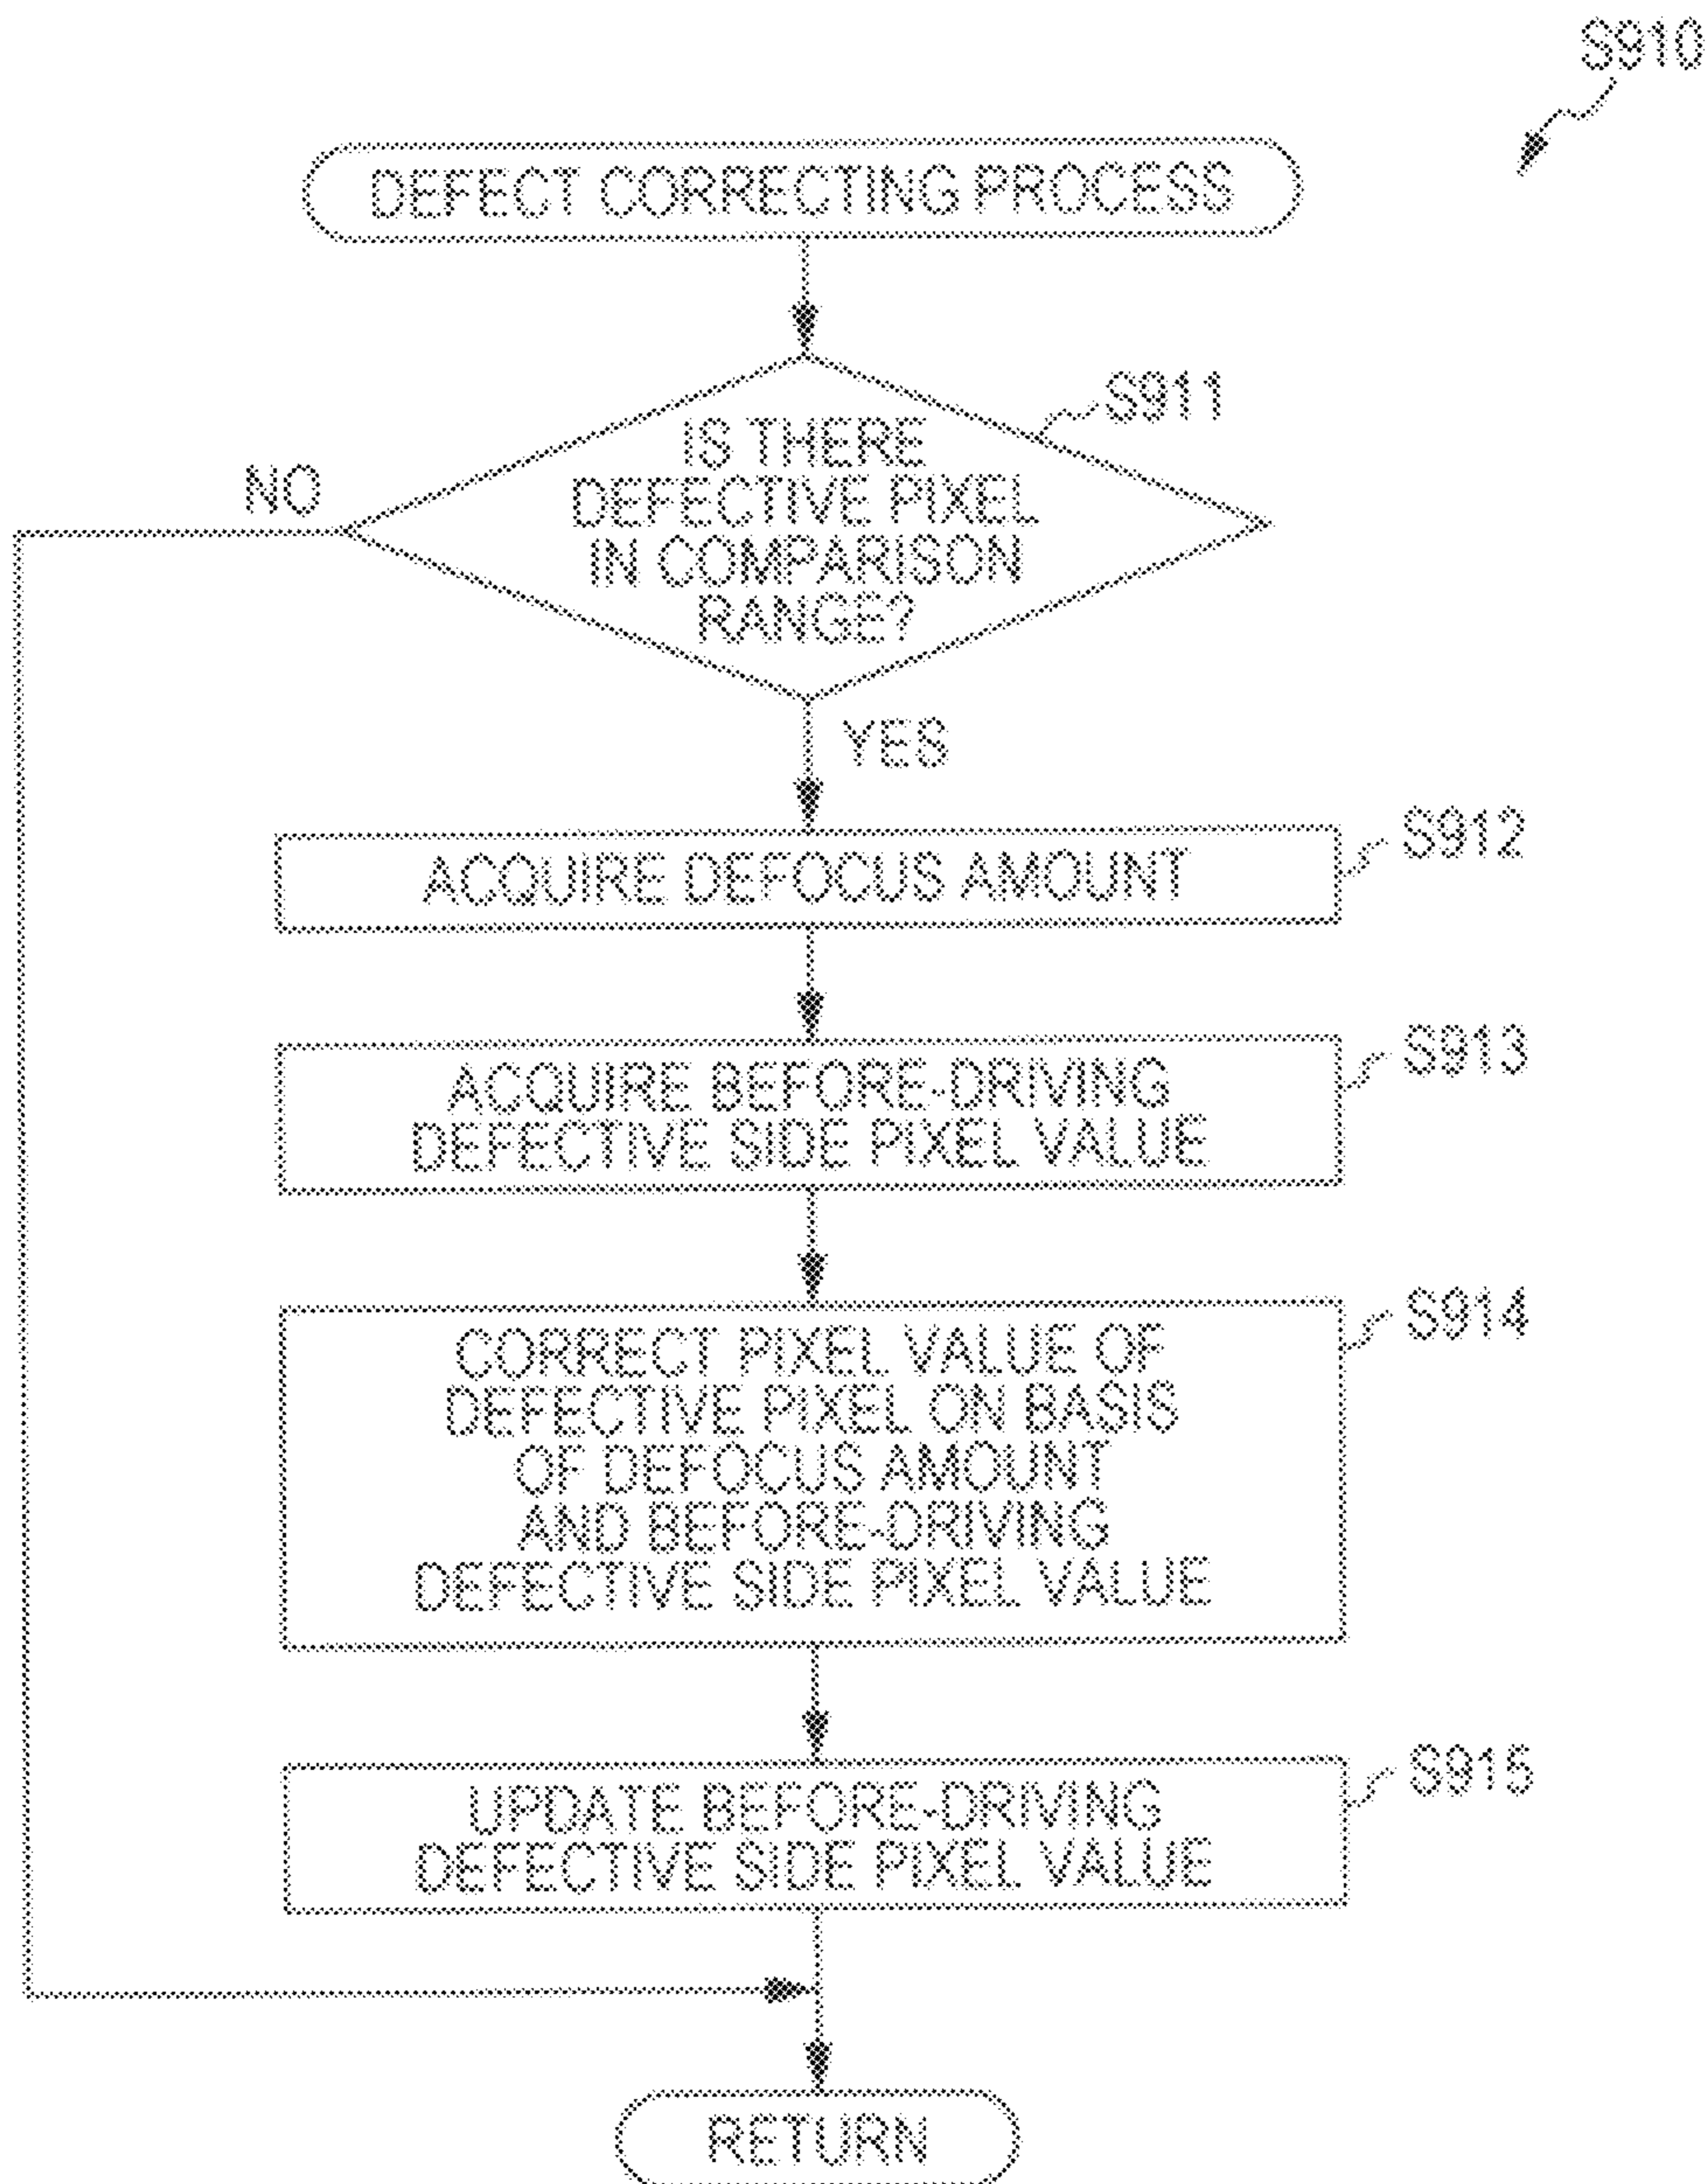 S910
DEFECT CORRECTING PROCESS
S911
IS THERE
DEFECTIVE PIXEL
IN COMPARISON
RANGE?
NO
YES
S912
ACQUIRE DEFOCUS AMOUNT
S913
ACQUIRE BEFORE-DRIVING
DEFECTIVE SIDE PIXEL VALUE
S914
CORRECT PIXEL VALUE OF
DEFECTIVE PIXEL ON BASIS
OF DEFOCUS AMOUNT
AND BEFORE-DRIVING
DEFECTIVE SIDE PIXEL VALUE
S915
UPDATE BEFORE-DRIVING
DEFECTIVE SIDE PIXEL VALUE
RETURN